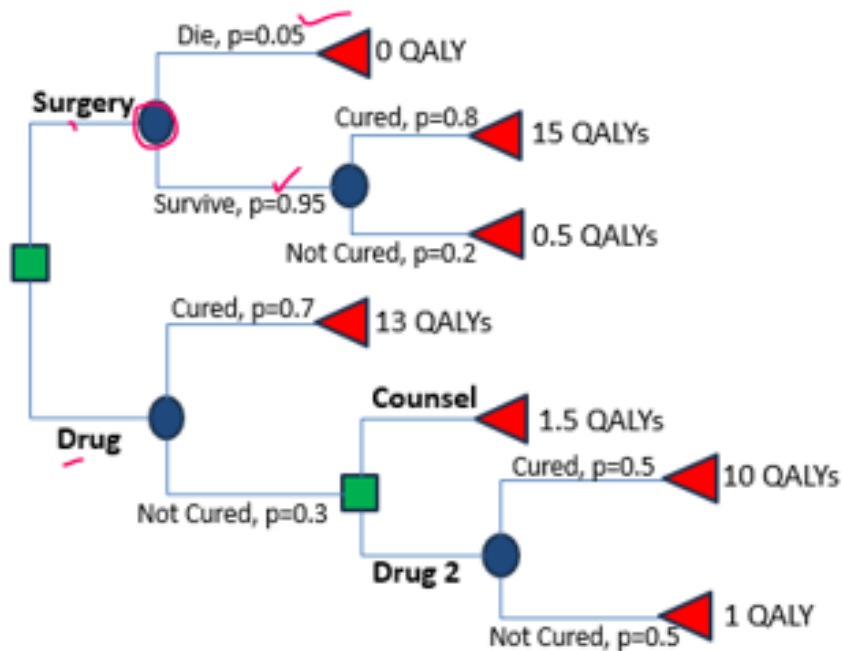 Die, p=0.05
0 QALY
Surgery
Cured, p=0.8
15 QALYs
Survive, p=0.95
0.5 QALYs
Not Cured, p=0.2
Cured, p=0.7
13 QALYs
Counsel
1.5 QALYs
Drug
Cured, p=0.5
10 QALYs
Not Cured, p=0.3
Drug 2
1 QALY
Not Cured, p=0.5